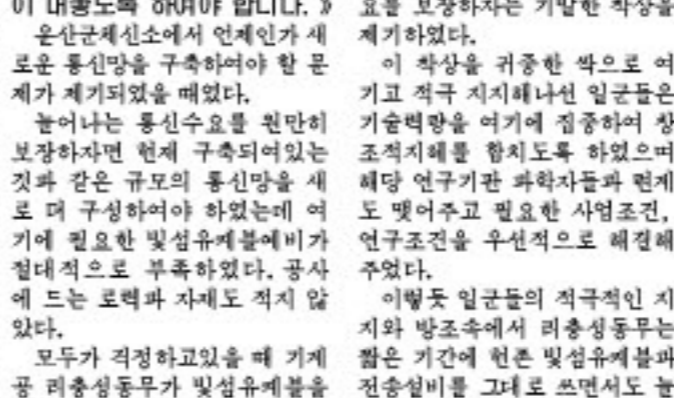 이 내놓도록 하여야 합니다. 》
은산군체신소에서 언제인가 새
로운 통신망을 구축하여야 할 문
제가 제기되였을 때였다.
늘어나는 통신수요를 원만히
보장하자면 현재 구축되여있는
것과 같은 규모의 통신망을 새
로 더 구성하여야 하였는데 여
기에 필요한 빛섬유케블예비가
절대적으로 부족하였다. 공사
에 드는 로력과 자재도 적지 않
았다.
모두가 걱정하고있을 때 기계
공 리충성동무가 빛섬유케블을
요를 보장하자는 기발한 착상을
제기하였다.
이 착상을 귀중한 싹으로 여
기고 적극 지지해나선 일군들은
기술력량을 여기에 집중하여 창
조적지혜를 합치도록 하였으며
해당 연구기관 과학자들과 련계
도 맺어주고 필요한 사업조건,
연구조건을 우선적으로 해결해
주었다.
이렇듯 일군들의 적극적인 지
지와 방조속에서 리충성동무는
짧은 기간에 현존 빛섬유케블과
전송설비를 그대로 쓰면서도 늘